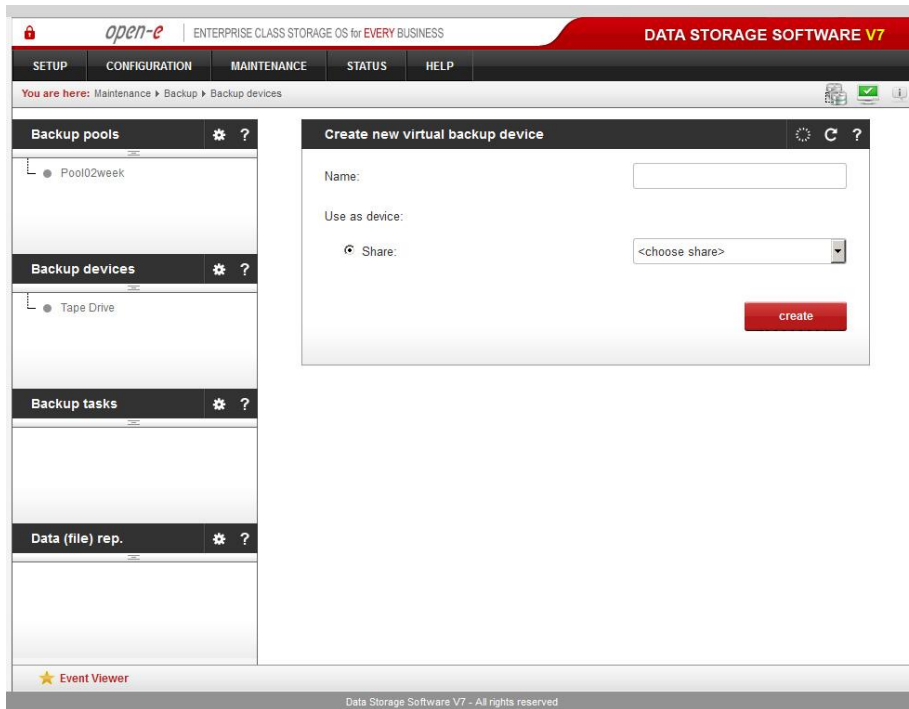 open-e ENTERPRISE CLASS STORAGE OS for EVERY BUSINESS DATA STORAGE SOFTWARE V7
SETUP CONFIGURATION MAINTENANCE STATUS HELP
You are here: Maintenance Backup Backup devices
Backup pools ?
Pool02week
Backup devices ?
Tape Drive
Backup tasks ?
Data (file) rep. ?
Create new virtual backup device ?
Name:
Use as device:
Share: <choose share>
create
Event Viewer
Data Storage Software V7 - All rights reserved